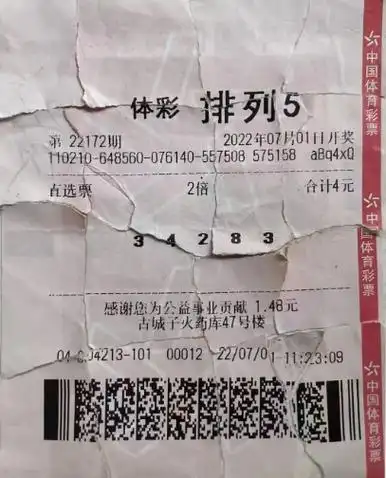 体彩 排列5
第 22172期 2022年07月01日开奖
110210-648560-076140-557508 575158 aBq4xQ
直选票 2倍 合计4元
3 4 2 8 3
感谢您为公益事业贡献 1.48元
古城子火药库47号楼
04-204213-101 00012 22/07/01 11:23:09
中国体育彩票
中国体育彩票
中国体育彩票